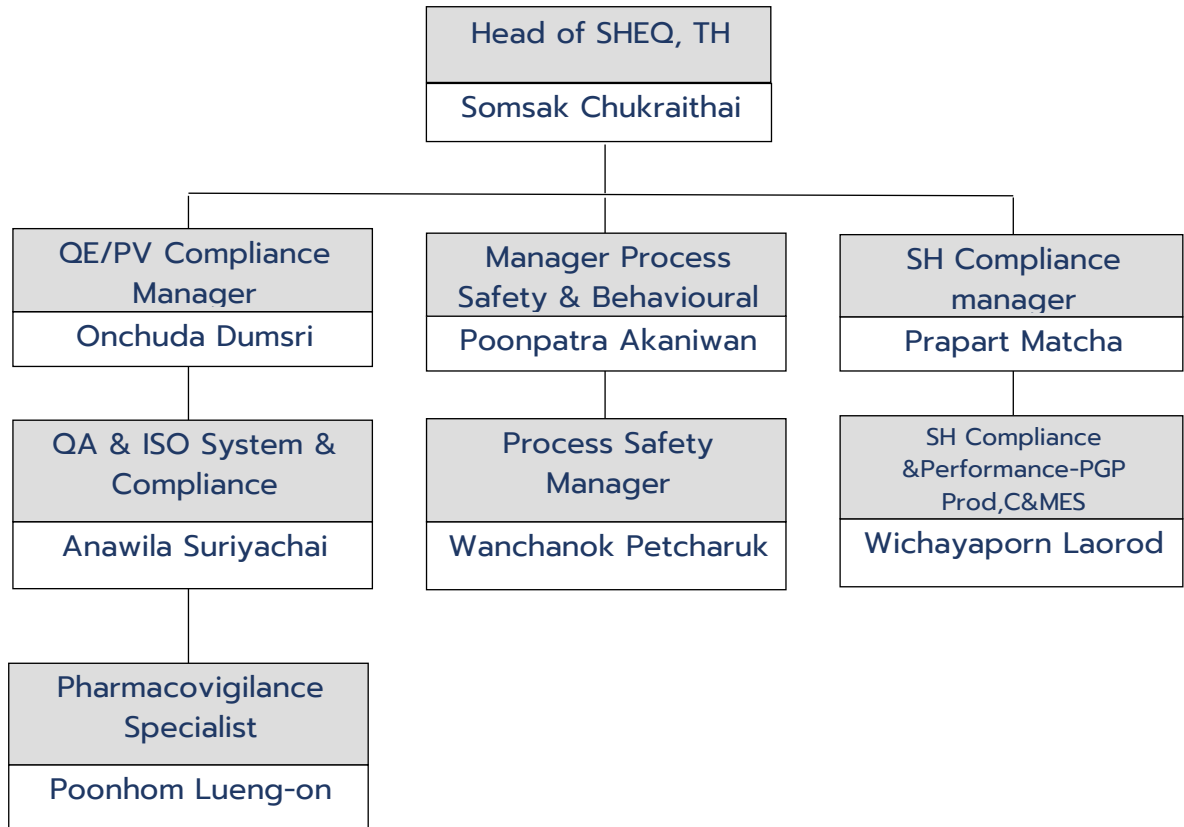 Head of SHEQ, TH
Somsak Chukraithai
QE/PV Compliance
Manager
Onchuda Dumsri
Manager Process
Safety & Behavioural
Poonpatra Akaniwan
SH Compliance
manager
Prapart Matcha
QA & ISO System &
Compliance
Anawila Suriyachai
Process Safety
Manager
Wanchanok Petcharuk
SH Compliance
&Performance-PGP
Prod,C&MES
Wichayaporn Laorod
Pharmacovigilance
Specialist
Poonhom Lueng-on